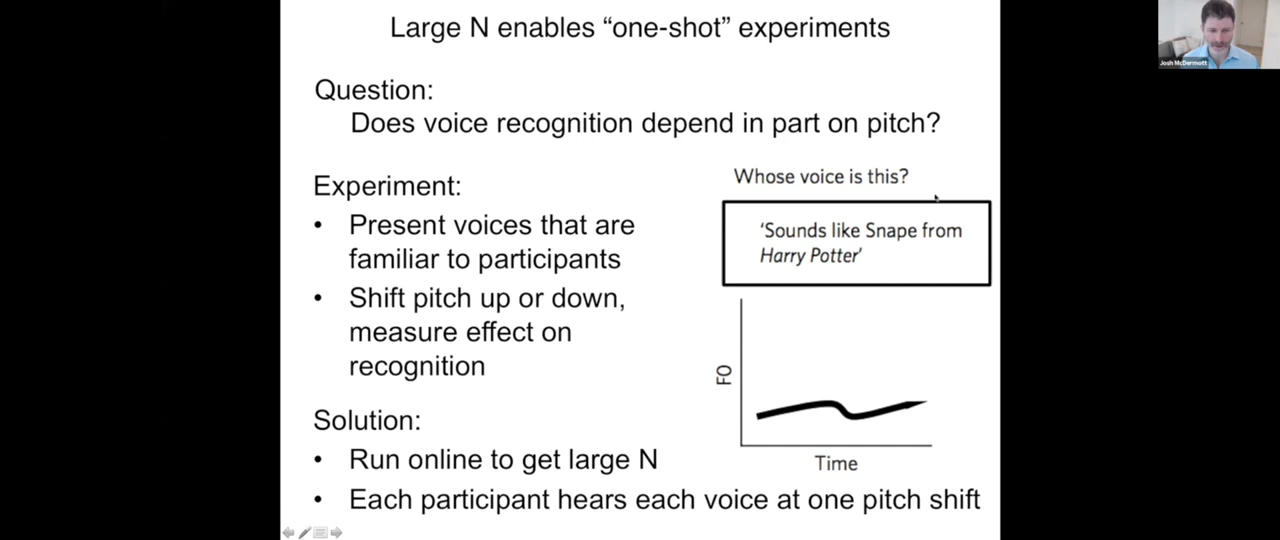 Large N enables “one-shot” experiments
Josh McDermott
Question:
Does voice recognition depend in part on pitch?
Experiment:
• Present voices that are
familiar to participants
• Shift pitch up or down,
measure effect on
recognition
Whose voice is this?
‘Sounds like Snape from
Harry Potter’
F0
Time
Solution:
• Run online to get large N
• Each participant hears each voice at one pitch shift